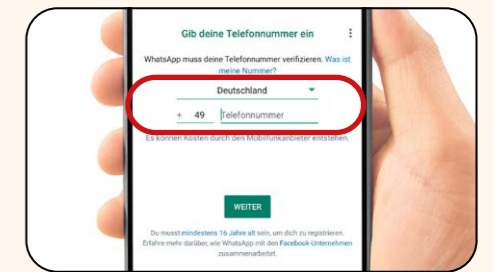 Gib deine Telefonnummer ein
WhatsApp muss deine Telefonnummer verifizieren. Was ist
meine Nummer?
Deutschland
+ 49 Telefonnummer
Es können Kosten durch den Mobilfunkanbieter entstehen.
WEITER
Du musst mindestens 16 Jahre alt sein, um dich zu registrieren.
Erfahre mehr darüber, wie WhatsApp mit den Facebook-Unternehmen
zusammenarbeitet.